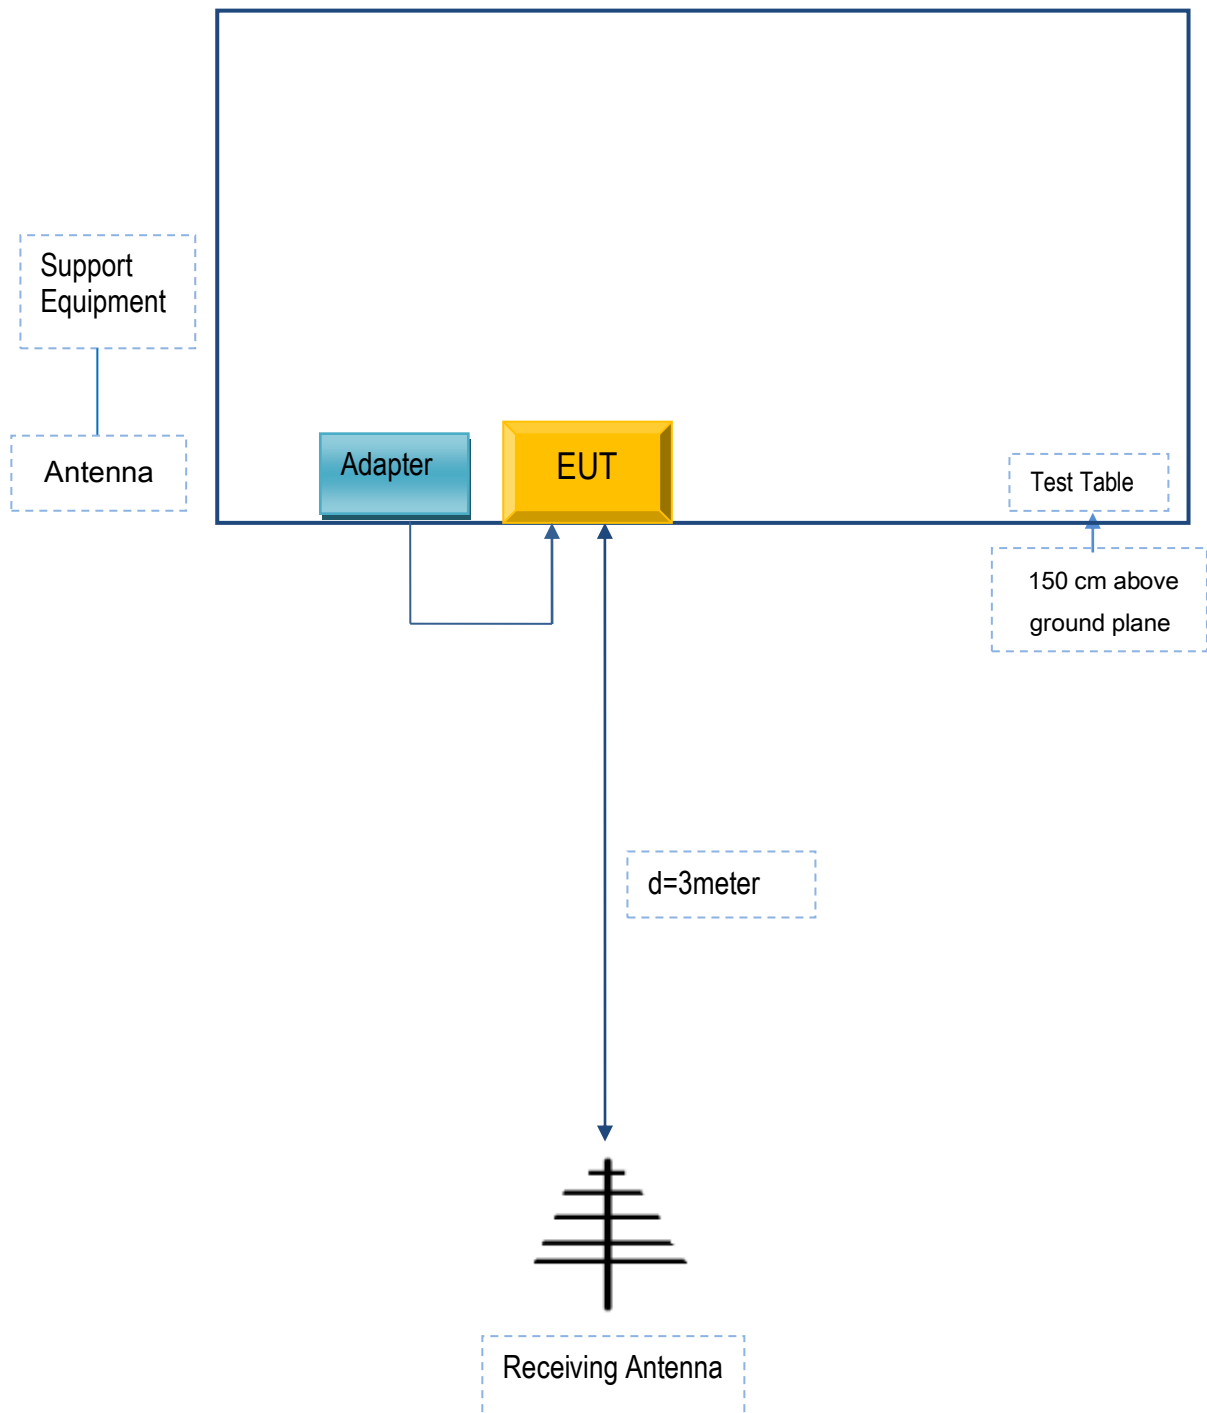 Support
Equipment
Antenna
Adapter
EUT
Test Table
150 cm above
ground plane
d=3meter
Receiving Antenna